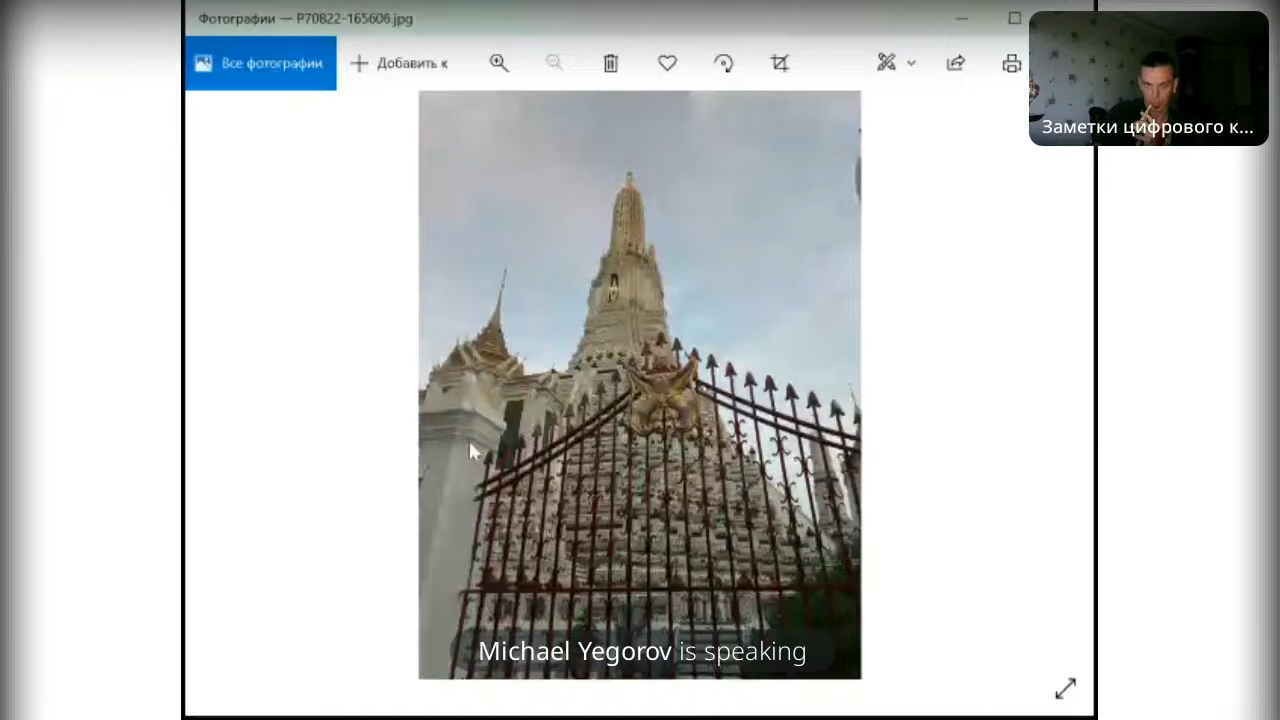 Фотографии — P70822-165606.jpg
Все фотографии
Добавить к
Заметки цифрового к...
Michael Yegorov is speaking